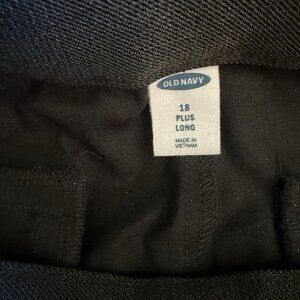 OLD NAVY
18
PLUS
LONG
MADE IN
VIETNAM